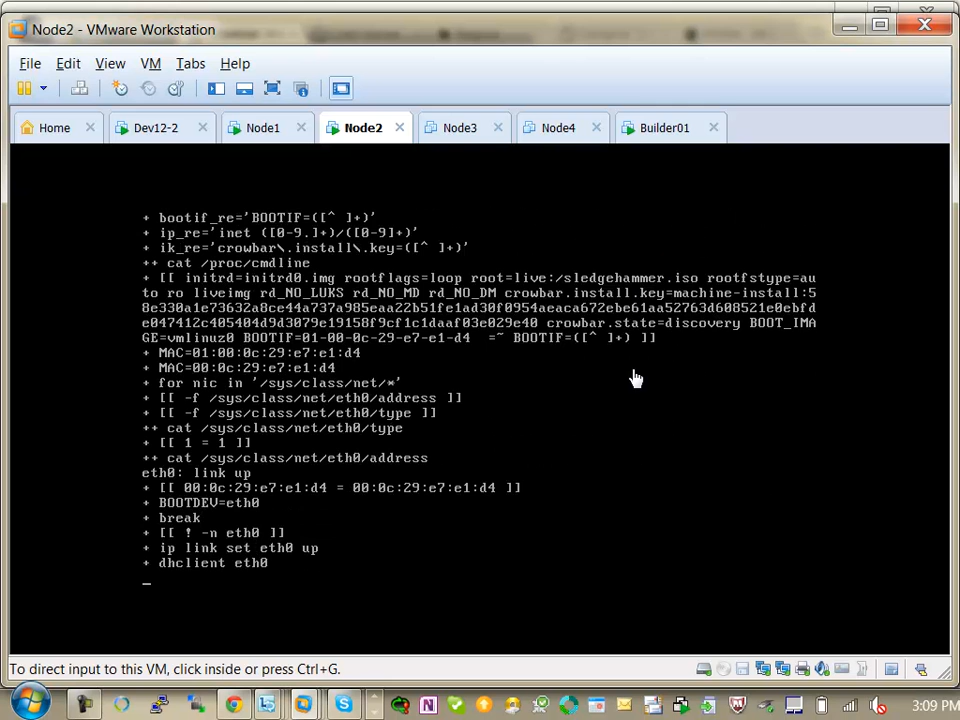 Node2 - VMware Workstation
File Edit View VM Tabs Help
Home Dev12-2 Node1 Node2 Node3 Node4 Builder01
+ bootif_re='BOOTIF=([^ ]+)'
+ ip_re='inet ([0-9.]+)/([0-9]+)'
+ ik_re='crowbar\.install\.key=([^ ]+)'
++ cat /proc/cmdline
+ [[ initrd=initrd0.img rootflags=loop root=live:/sledgehammer.iso rootfstype=au
to ro liveimg rd_NO_LUKS rd_NO_MD rd_NO_DM crowbar.install.key=machine-install:5
8e330a1e73632a8ce44a737a985eaa22b51fe1ad30f0954aeaca672ebe61aa52763d608521e0ebfd
e047412c405404d9d3079e19158f9cf1c1daaf03e029e40 crowbar.state=discovery BOOT_IMA
GE=vmlinuz0 BOOTIF=01-00-0c-29-e7-e1-d4  =~ BOOTIF=([^ ]+) ]]
+ MAC=01:00:0c:29:e7:e1:d4
+ MAC=00:0c:29:e7:e1:d4
+ for nic in '/sys/class/net/*'
+ [[ -f /sys/class/net/eth0/address ]]
+ [[ -f /sys/class/net/eth0/type ]]
++ cat /sys/class/net/eth0/type
+ [[ 1 = 1 ]]
++ cat /sys/class/net/eth0/address
eth0: link up
+ [[ 00:0c:29:e7:e1:d4 = 00:0c:29:e7:e1:d4 ]]
+ BOOTDEV=eth0
+ break
+ [[ ! -n eth0 ]]
+ ip link set eth0 up
+ dhclient eth0
_
To direct input to this VM, click inside or press Ctrl+G.
3:09 PM